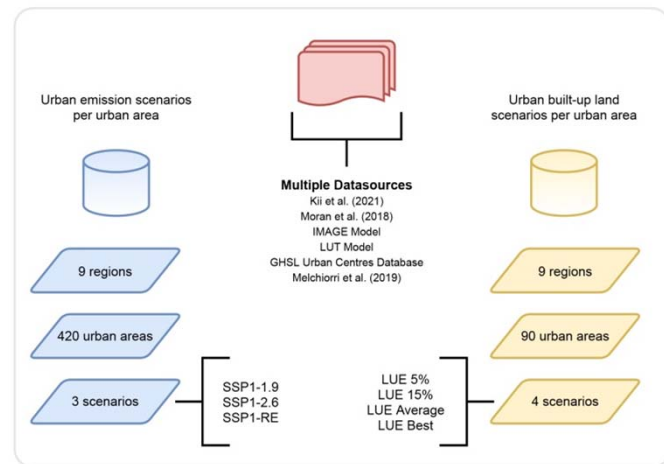 Urban emission scenarios
per urban area
9 regions
420 urban areas
3 scenarios
SSP1-1.9
SSP1-2.6
SSP1-RE
Multiple Datasources
Kii et al. (2021)
Moran et al. (2018)
IMAGE Model
LUT Model
GHSL Urban Centres Database
Melchiorri et al. (2019)
Urban built-up land
scenarios per urban area
9 regions
90 urban areas
4 scenarios
LUE 5%
LUE 15%
LUE Average
LUE Best